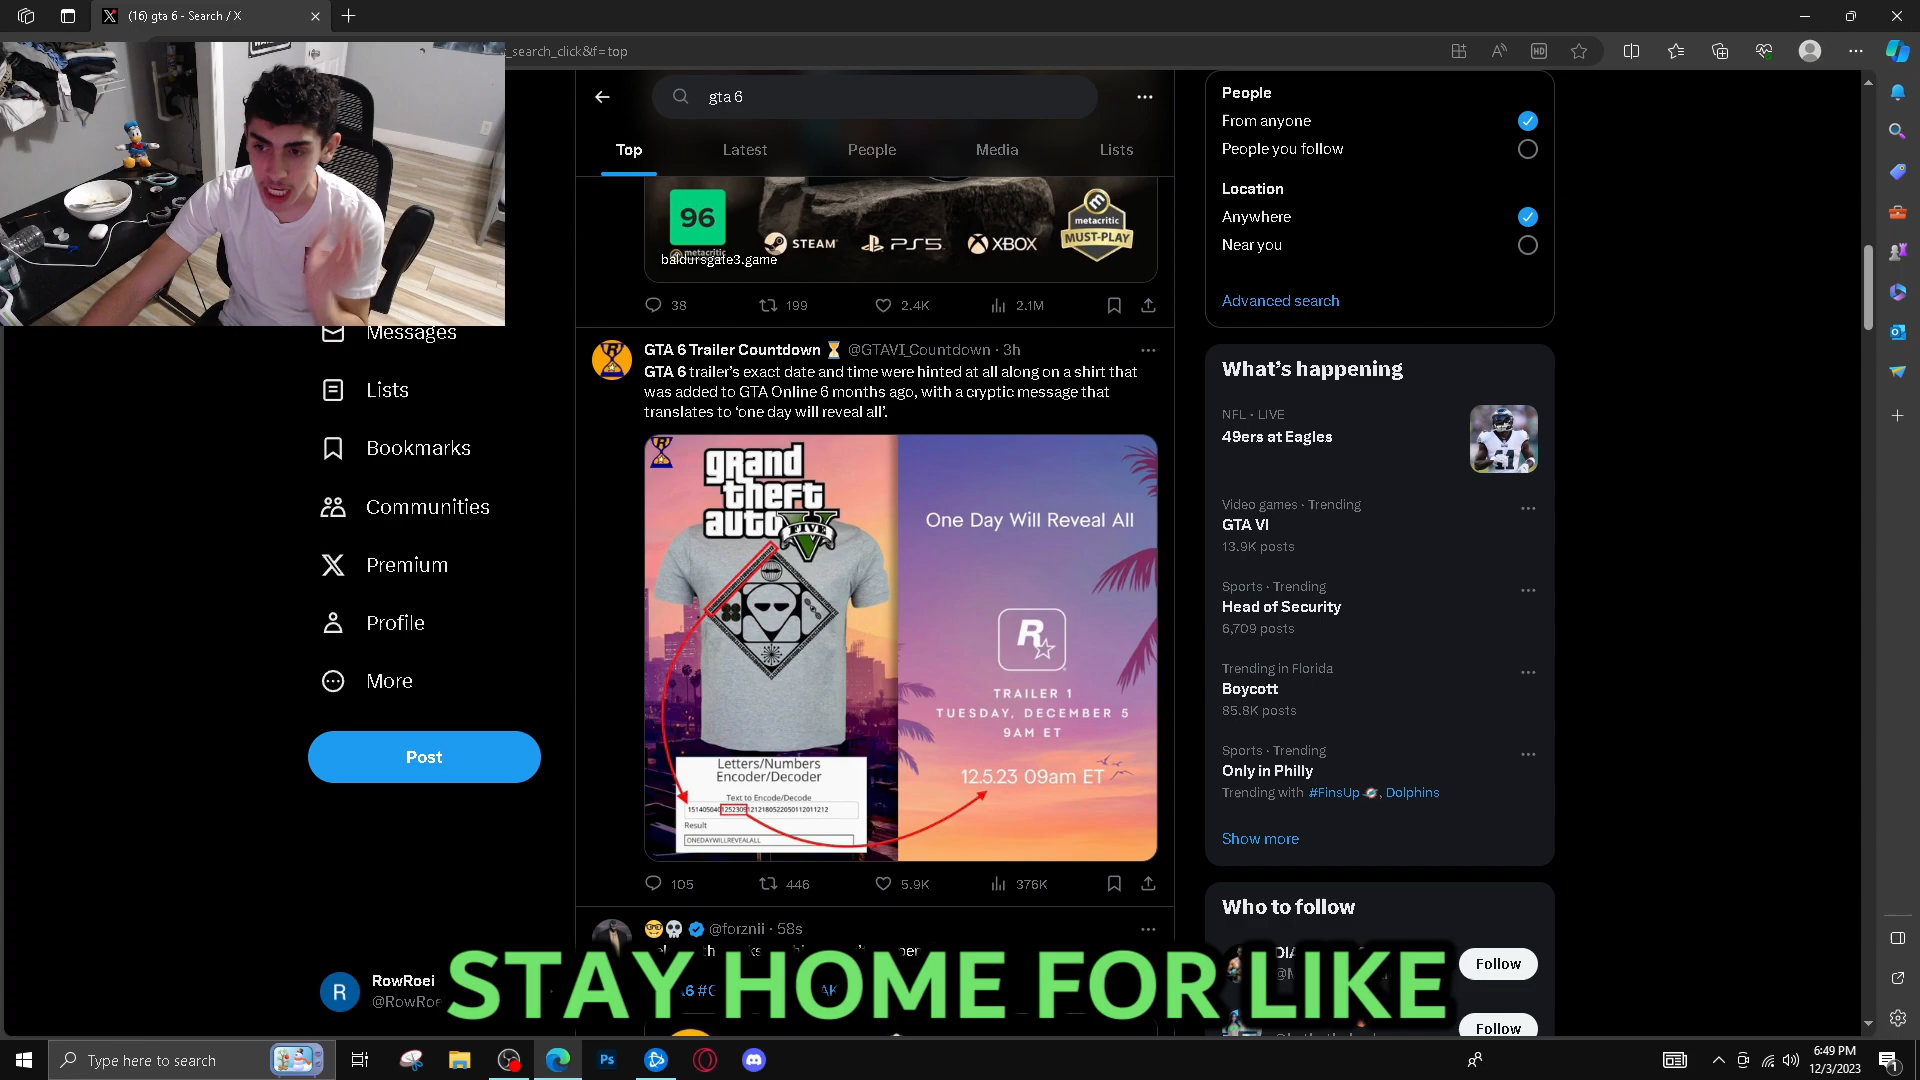 (16) gta 6 - Search / X
_search_click&f=top
gta 6
Top
Latest
People
Media
Lists
96
metacritic
STEAM
PS5
XBOX
metacritic
MUST-PLAY
baldursgate3.game
38
199
2.4K
2.1M
GTA 6 Trailer Countdown ⏳ @GTAVI_Countdown · 3h
GTA 6 trailer's exact date and time were hinted at all along on a shirt that
was added to GTA Online 6 months ago, with a cryptic message that
translates to 'one day will reveal all'.
grand
theft
auto
V
FIVE
Letters/Numbers
Encoder/Decoder
Text to Encode/Decode
Result
ONEDAYWILLREVEALALL
One Day Will Reveal All
R
TRAILER 1
TUESDAY, DECEMBER 5
9AM ET
12.5.23 09am ET
105
446
5.9K
376K
@forznii · 58s
Messages
Lists
Bookmarks
Communities
Premium
Profile
More
Post
R
RowRoei
People
From anyone
People you follow
Location
Anywhere
Near you
Advanced search
What's happening
NFL · LIVE
49ers at Eagles
Video games · Trending
GTA VI
13.9K posts
Sports · Trending
Head of Security
6,709 posts
Trending in Florida
Boycott
85.8K posts
Sports · Trending
Only in Philly
Trending with #FinsUp, Dolphins
Show more
Who to follow
Follow
Follow
STAY HOME FOR LIKE
Type here to search
Ps
6:49 PM
12/3/2023
1